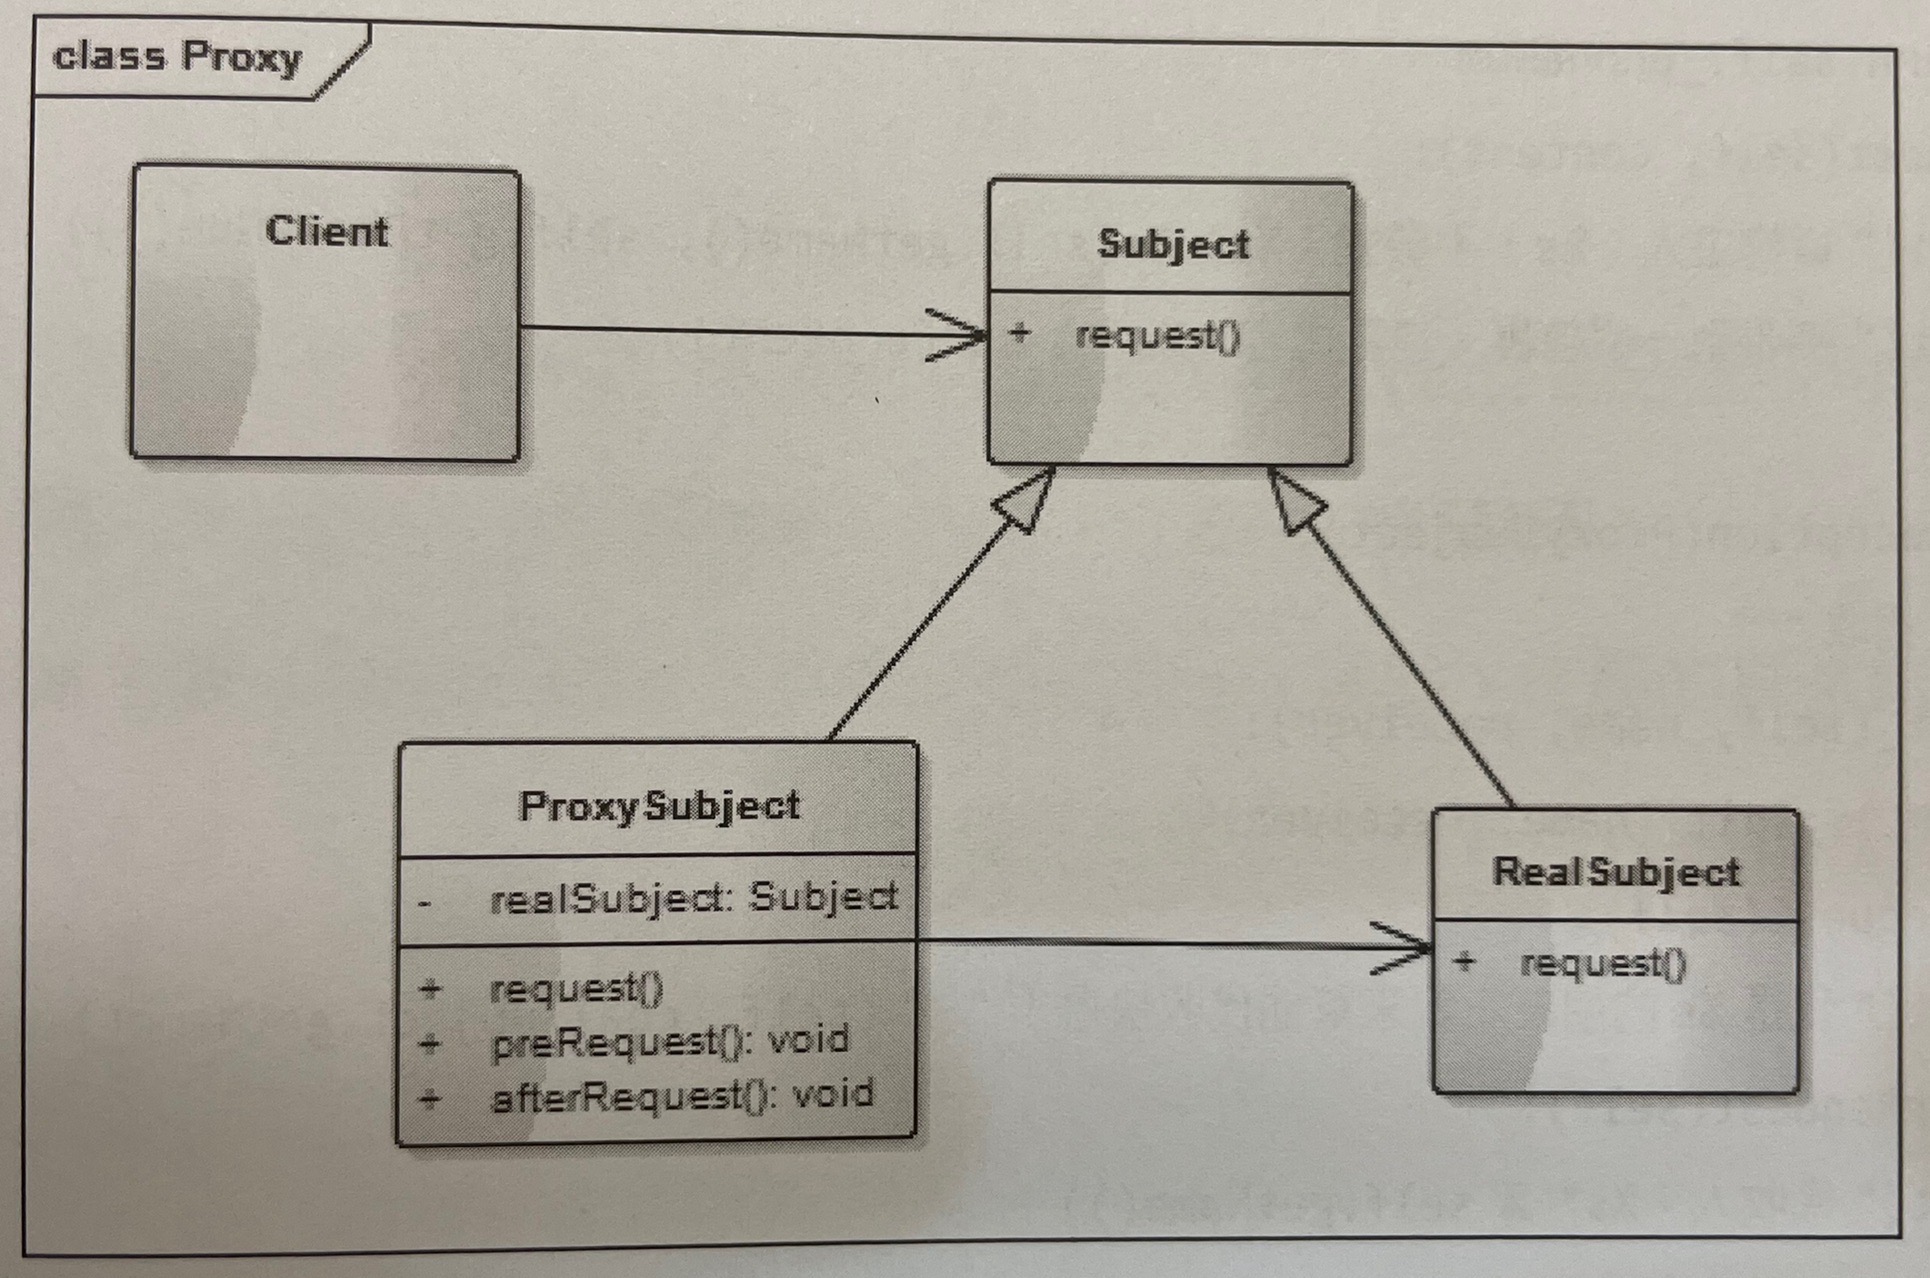 class Proxy
Client
Subject
+ request()
ProxySubject
- realSubject: Subject
+ request()
+ preRequest(): void
+ afterRequest(): void
RealSubject
+ request()